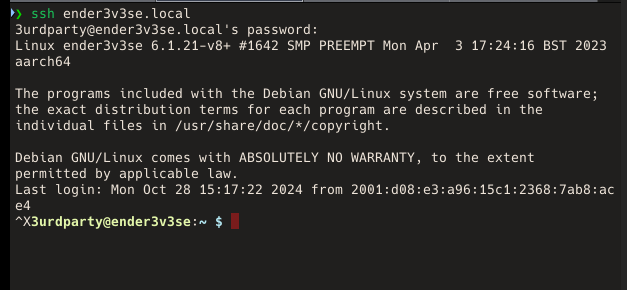 ❯ ssh ender3v3se.local
3urdparty@ender3v3se.local's password:
Linux ender3v3se 6.1.21-v8+ #1642 SMP PREEMPT Mon Apr  3 17:24:16 BST 2023
aarch64
The programs included with the Debian GNU/Linux system are free software;
the exact distribution terms for each program are described in the
individual files in /usr/share/doc/*/copyright.
Debian GNU/Linux comes with ABSOLUTELY NO WARRANTY, to the extent
permitted by applicable law.
Last login: Mon Oct 28 15:17:22 2024 from 2001:d08:e3:a96:15c1:2368:7ab8:ac
e4
^X3urdparty@ender3v3se:~ $